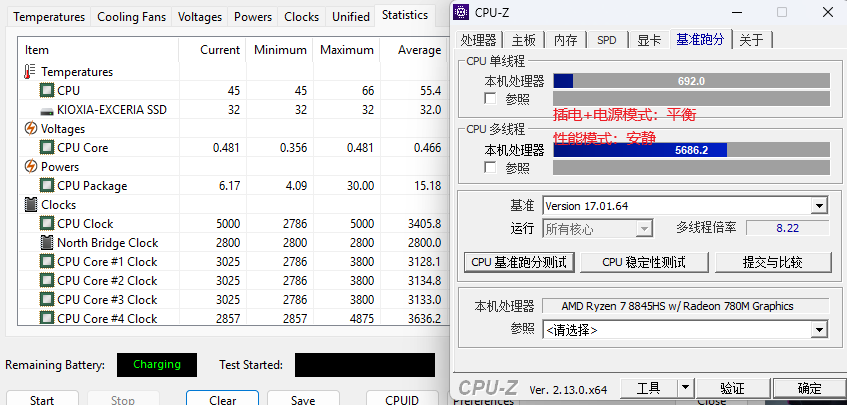 Temperatures Cooling Fans Voltages Powers Clocks Unified Statistics
Item Current Minimum Maximum Average
Temperatures
CPU 45 45 66 55.4
KIOXIA-EXCERIA SSD 32 32 32 32.0
Voltages
CPU Core 0.481 0.356 0.481 0.466
Powers
CPU Package 6.17 4.09 30.00 15.18
Clocks
CPU Clock 5000 2786 5000 3405.8
North Bridge Clock 2800 2800 2800 2800.0
CPU Core #1 Clock 3025 2786 3800 3128.1
CPU Core #2 Clock 3025 2786 3800 3134.8
CPU Core #3 Clock 3025 2786 3800 3133.0
CPU Core #4 Clock 2857 2857 4875 3636.2
Remaining Battery: Charging Test Started:
Start Stop Clear Save CPUID Preferences Close
CPU-Z
处理器 主板 内存 SPD 显卡 基准跑分 关于
CPU 单线程
本机处理器 692.0
参照
插电+电源模式：平衡
CPU 多线程
性能模式：安静
本机处理器 5686.2
参照
基准 Version 17.01.64
运行 所有核心 多线程倍率 8.22
CPU 基准跑分测试 CPU 稳定性测试 提交与比较
本机处理器 AMD Ryzen 7 8845HS w/ Radeon 780M Graphics
参照 <请选择>
CPU-Z Ver. 2.13.0.x64 工具 验证 确定